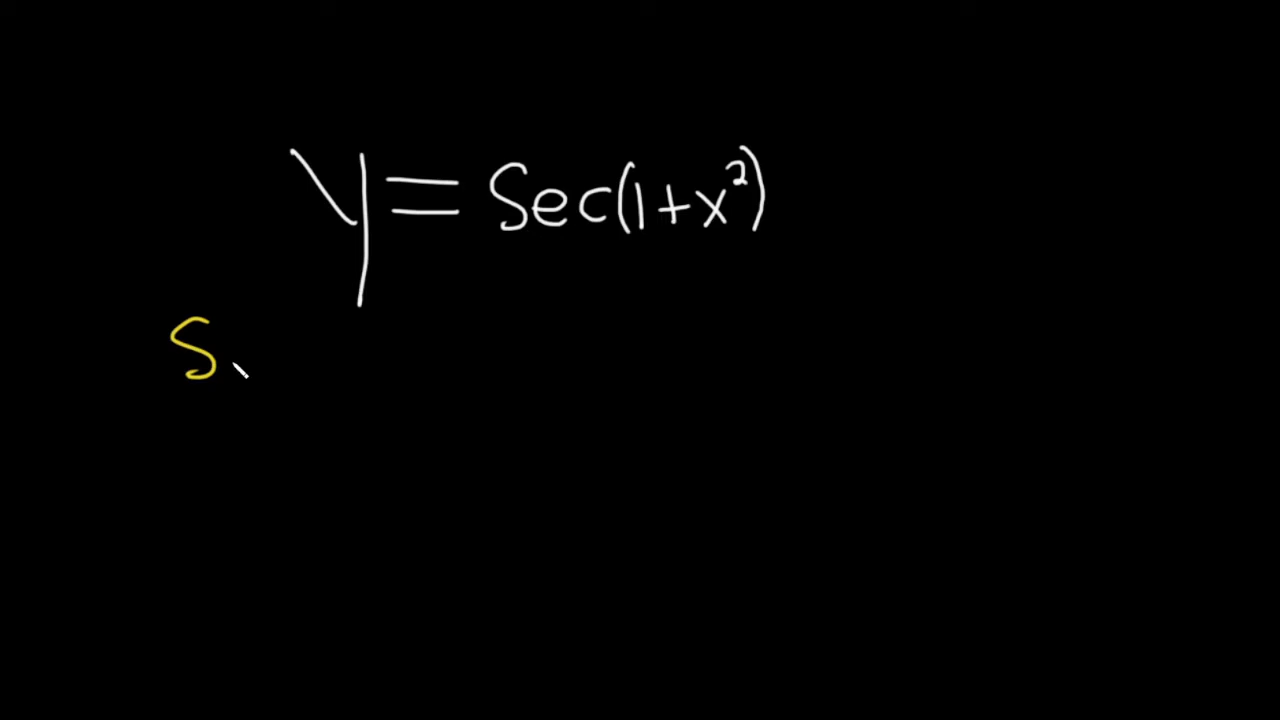 y = Sec(1+x²)
S